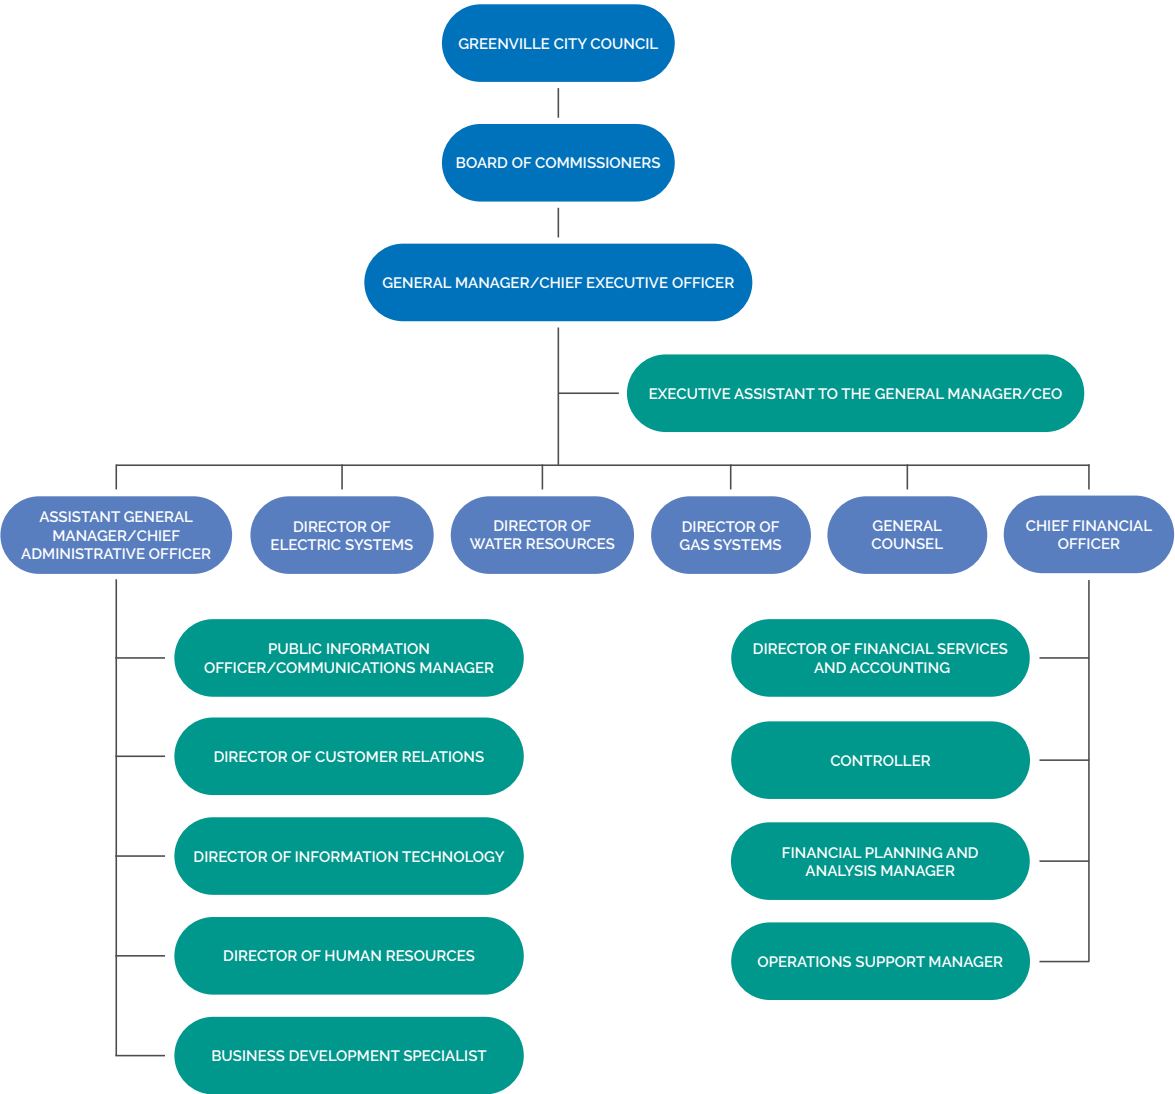 GREENVILLE CITY COUNCIL
BOARD OF COMMISSIONERS
GENERAL MANAGER/CHIEF EXECUTIVE OFFICER
EXECUTIVE ASSISTANT TO THE GENERAL MANAGER/CEO
ASSISTANT GENERAL
MANAGER/CHIEF
ADMINISTRATIVE OFFICER
DIRECTOR OF
ELECTRIC SYSTEMS
DIRECTOR OF
WATER RESOURCES
DIRECTOR OF
GAS SYSTEMS
GENERAL
COUNSEL
CHIEF FINANCIAL
OFFICER
PUBLIC INFORMATION
OFFICER/COMMUNICATIONS MANAGER
DIRECTOR OF CUSTOMER RELATIONS
DIRECTOR OF INFORMATION TECHNOLOGY
DIRECTOR OF HUMAN RESOURCES
BUSINESS DEVELOPMENT SPECIALIST
DIRECTOR OF FINANCIAL SERVICES
AND ACCOUNTING
CONTROLLER
FINANCIAL PLANNING AND
ANALYSIS MANAGER
OPERATIONS SUPPORT MANAGER